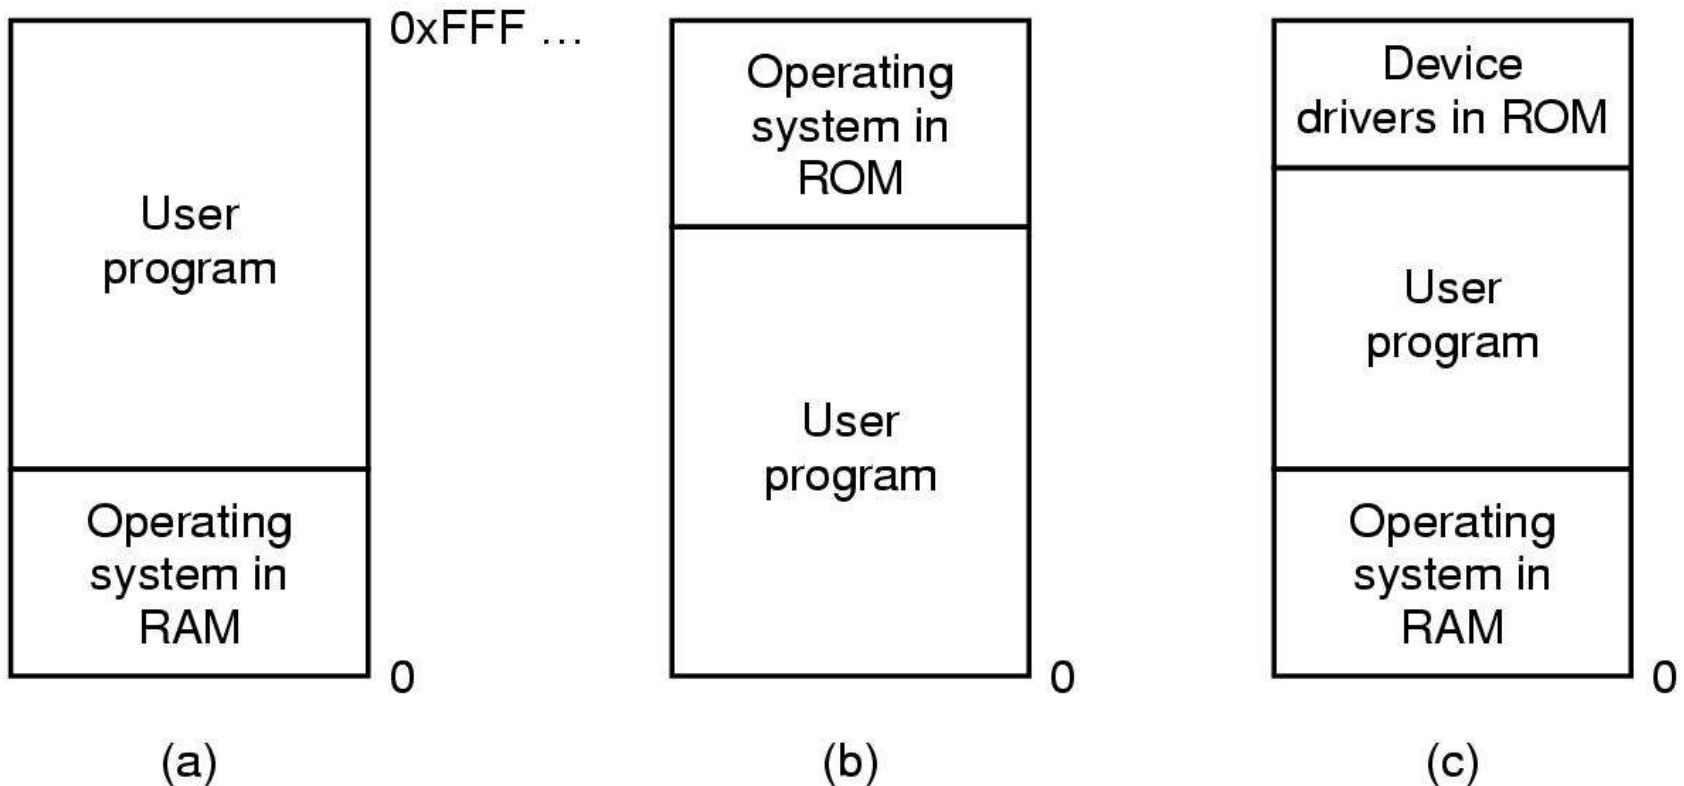 0xFFF ...
User
program
Operating
system in
RAM
0
(a)
Operating
system in
ROM
User
program
0
(b)
Device
drivers in ROM
User
program
Operating
system in
RAM
0
(c)